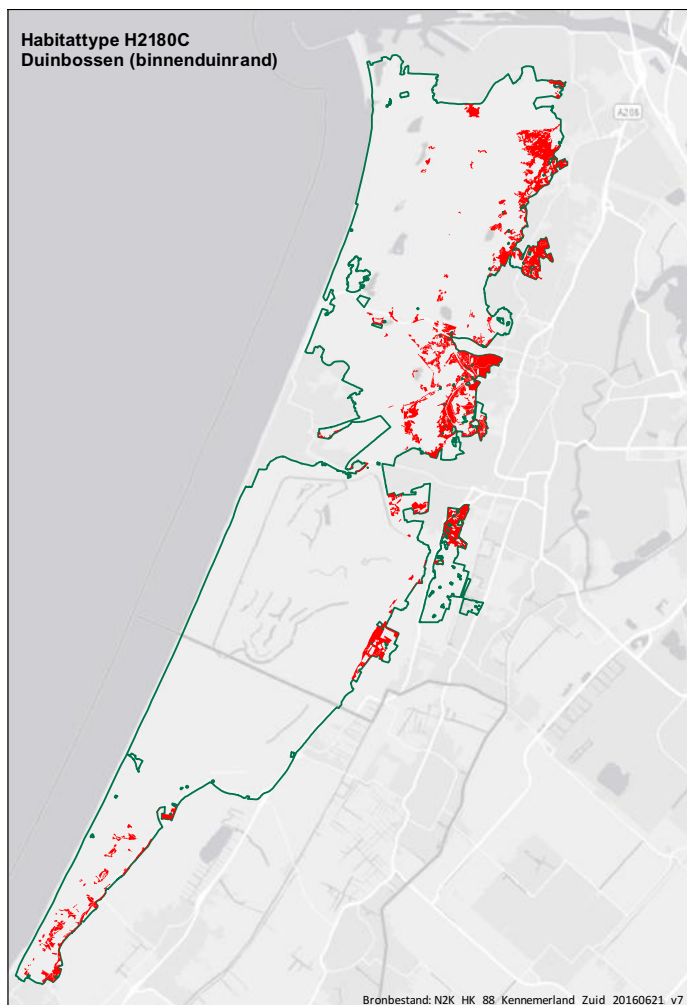 Habitattype H2180C
Duinbossen (binnenduinrand)
A208
Bronbestand: N2K_HK_88_Kennemerland_Zuid_20160621_v7